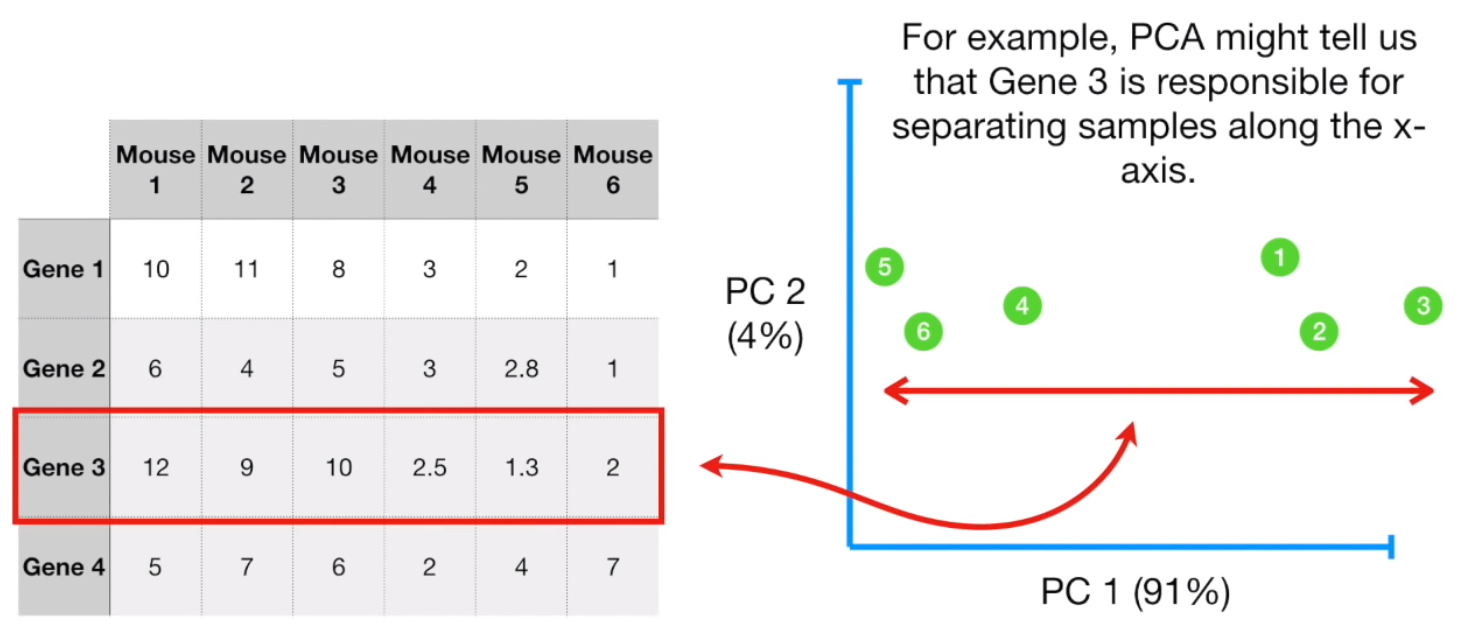 For example, PCA might tell us
that Gene 3 is responsible for
separating samples along the x-
axis.
Mouse 1 Mouse 2 Mouse 3 Mouse 4 Mouse 5 Mouse 6
Gene 1 10 11 8 3 2 1
Gene 2 6 4 5 3 2.8 1
Gene 3 12 9 10 2.5 1.3 2
Gene 4 5 7 6 2 4 7
PC 2
(4%)
5
6
4
1
2
3
PC 1 (91%)